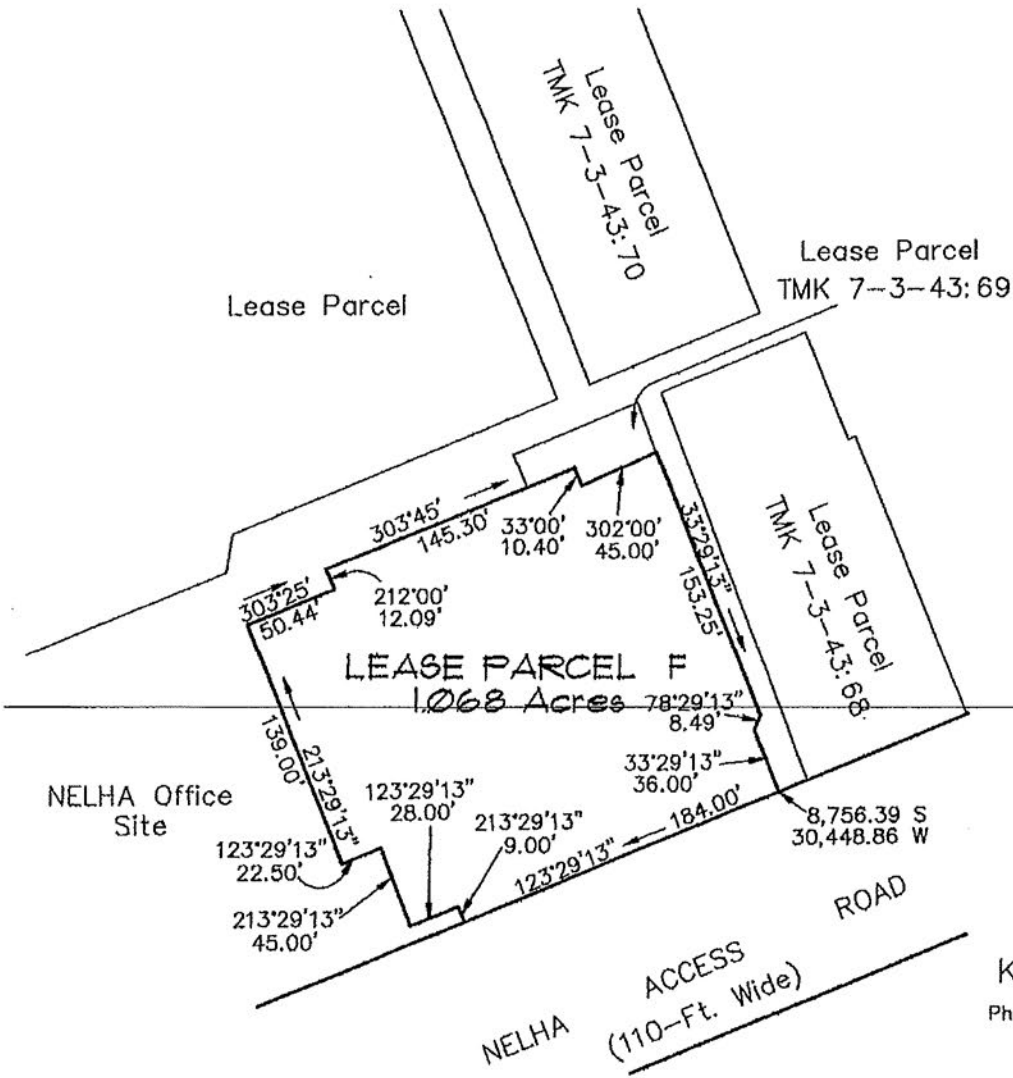 Lease Parcel
TMK 7-3-43:70
Lease Parcel
TMK 7-3-43:69
Lease Parcel
303°45'
145.30'
33°00'
10.40'
302°00'
45.00'
33°29'13"
153.25'
Lease Parcel
TMK 7-3-43:68
303°25'
50.44'
212°00'
12.09'
LEASE PARCEL F
1.068 Acres
78°29'13"
8.49'
33°29'13"
36.00'
139.00'
213°29'13"
NELHA Office
Site
123°29'13"
28.00'
213°29'13"
9.00'
184.00'
123°29'13"
8,756.39 S
30,448.86 W
123°29'13"
22.50'
213°29'13"
45.00'
NELHA ACCESS ROAD
(110-Ft. Wide)
K
Ph